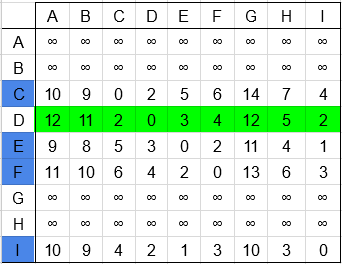 A B C D E F G H I
A ∞ ∞ ∞ ∞ ∞ ∞ ∞ ∞ ∞
B ∞ ∞ ∞ ∞ ∞ ∞ ∞ ∞ ∞
C 10 9 0 2 5 6 14 7 4
D 12 11 2 0 3 4 12 5 2
E 9 8 5 3 0 2 11 4 1
F 11 10 6 4 2 0 13 6 3
G ∞ ∞ ∞ ∞ ∞ ∞ ∞ ∞ ∞
H ∞ ∞ ∞ ∞ ∞ ∞ ∞ ∞ ∞
I 10 9 4 2 1 3 10 3 0